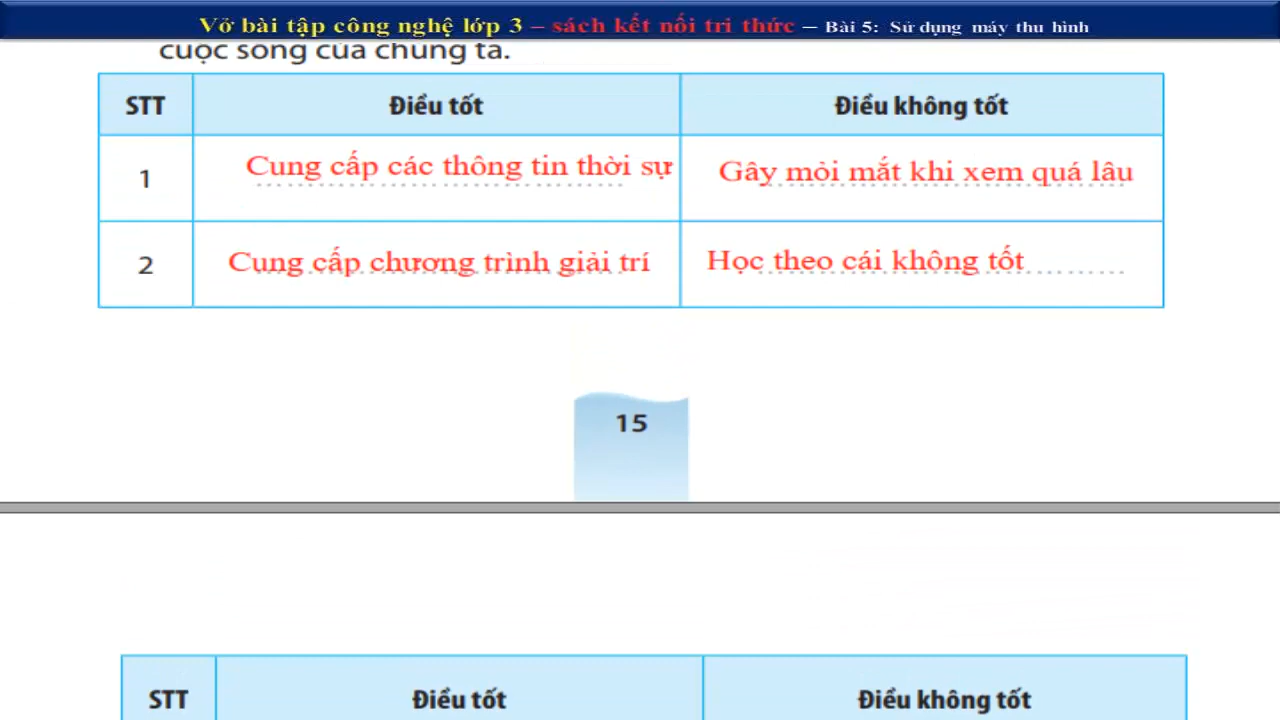 Vở bài tập công nghệ lớp 3 – sách kết nối tri thức – Bài 5: Sử dụng máy thu hình
cuộc sống của chúng ta.
STT Điều tốt Điều không tốt
1 Cung cấp các thông tin thời sự Gây mỏi mắt khi xem quá lâu
2 Cung cấp chương trình giải trí Học theo cái không tốt
15
STT Điều tốt Điều không tốt